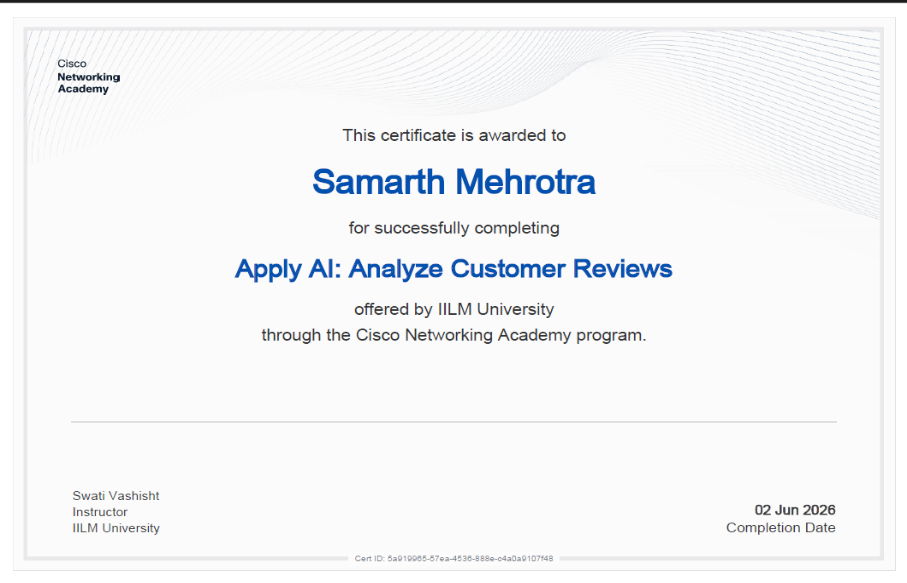 Cisco
Networking
Academy
This certificate is awarded to
Samarth Mehrotra
for successfully completing
Apply AI: Analyze Customer Reviews
offered by IILM University
through the Cisco Networking Academy program.
Swati Vashisht
Instructor
IILM University
02 Jun 2026
Completion Date
Cert ID: 5a919965-57ea-4536-888e-c4a0a9107f48